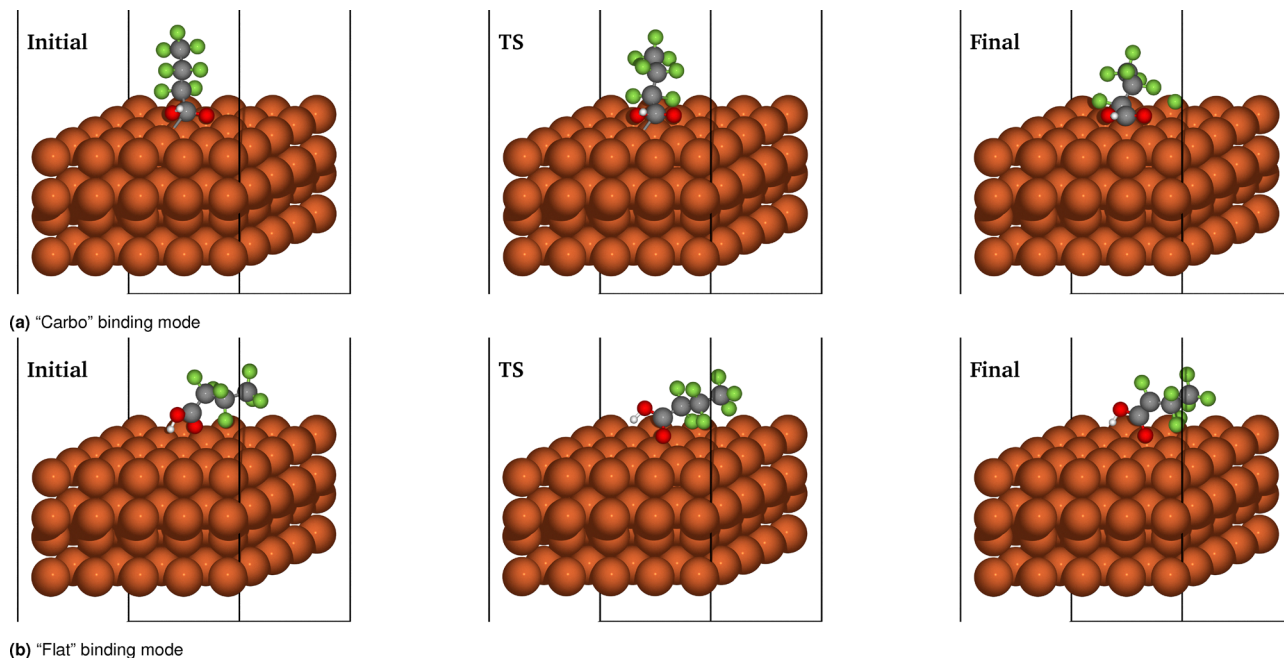 Initial
TS
Final
(a) “Carbo” binding mode
Initial
TS
Final
(b) “Flat” binding mode